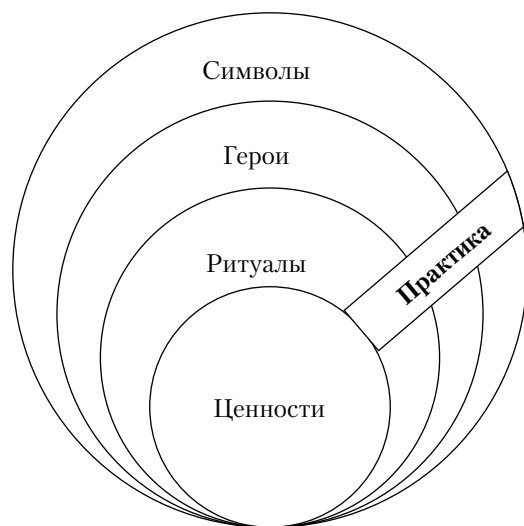 Символы
Герои
Ритуалы
Практика
Ценности